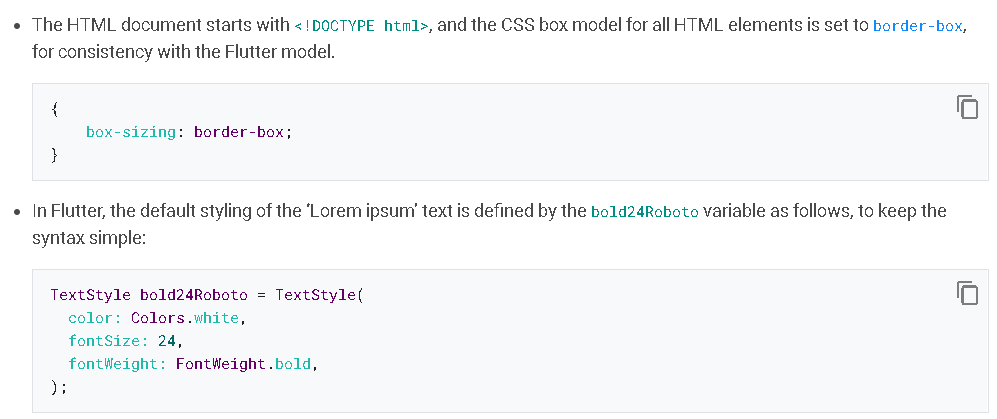 • The HTML document starts with <!DOCTYPE html>, and the CSS box model for all HTML elements is set to border-box,
for consistency with the Flutter model.
{
    box-sizing: border-box;
}
• In Flutter, the default styling of the ‘Lorem ipsum’ text is defined by the bold24Roboto variable as follows, to keep the
syntax simple:
TextStyle bold24Roboto = TextStyle(
  color: Colors.white,
  fontSize: 24,
  fontWeight: FontWeight.bold,
);